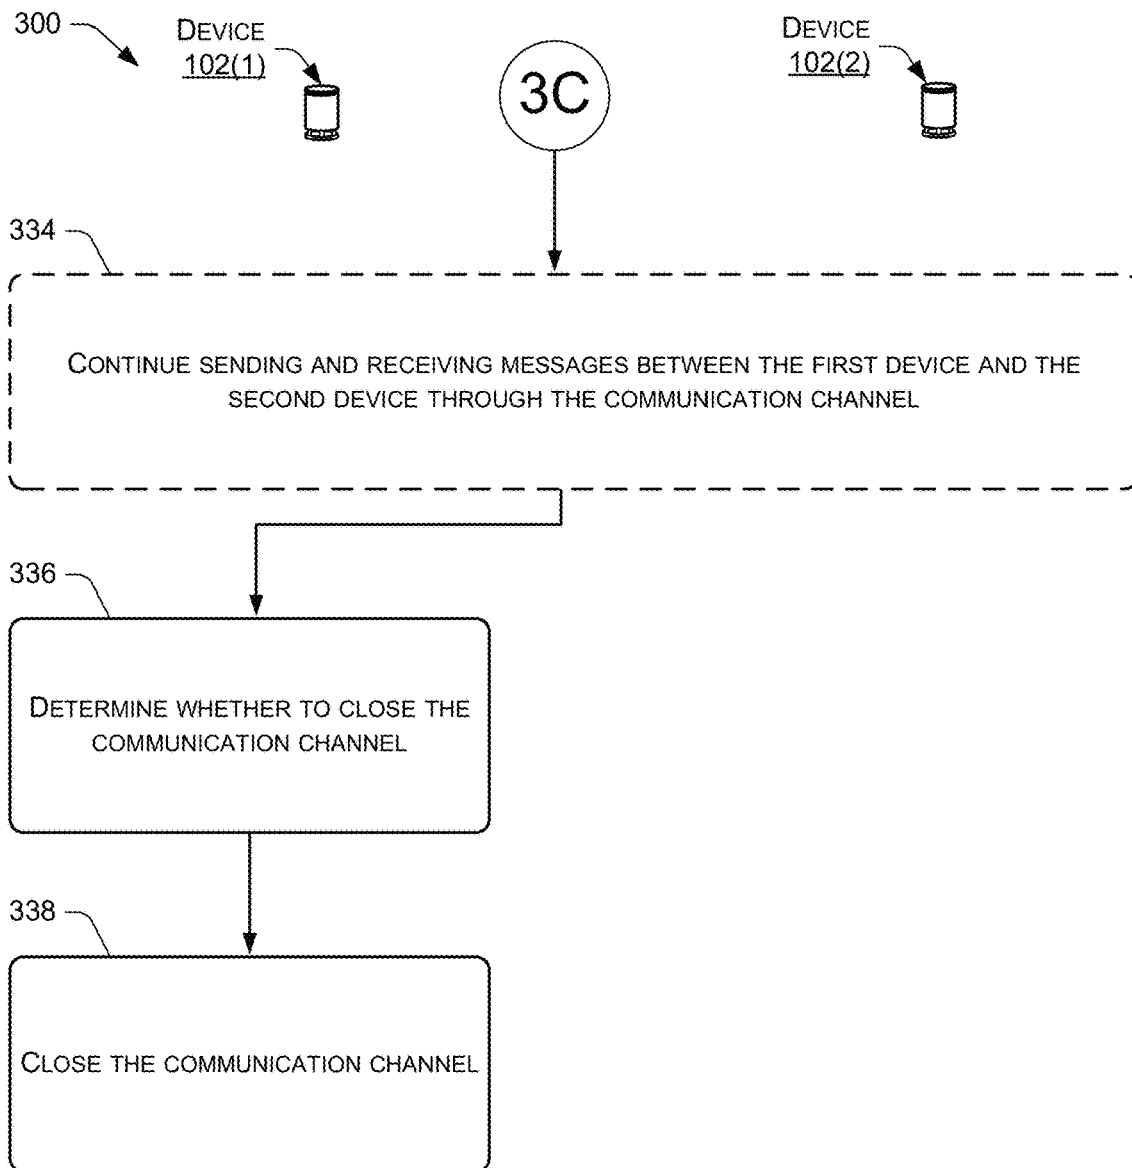 300
DEVICE
102(1)
3C
DEVICE
102(2)
334
CONTINUE SENDING AND RECEIVING MESSAGES BETWEEN THE FIRST DEVICE AND THE
SECOND DEVICE THROUGH THE COMMUNICATION CHANNEL
336
DETERMINE WHETHER TO CLOSE THE
COMMUNICATION CHANNEL
338
CLOSE THE COMMUNICATION CHANNEL